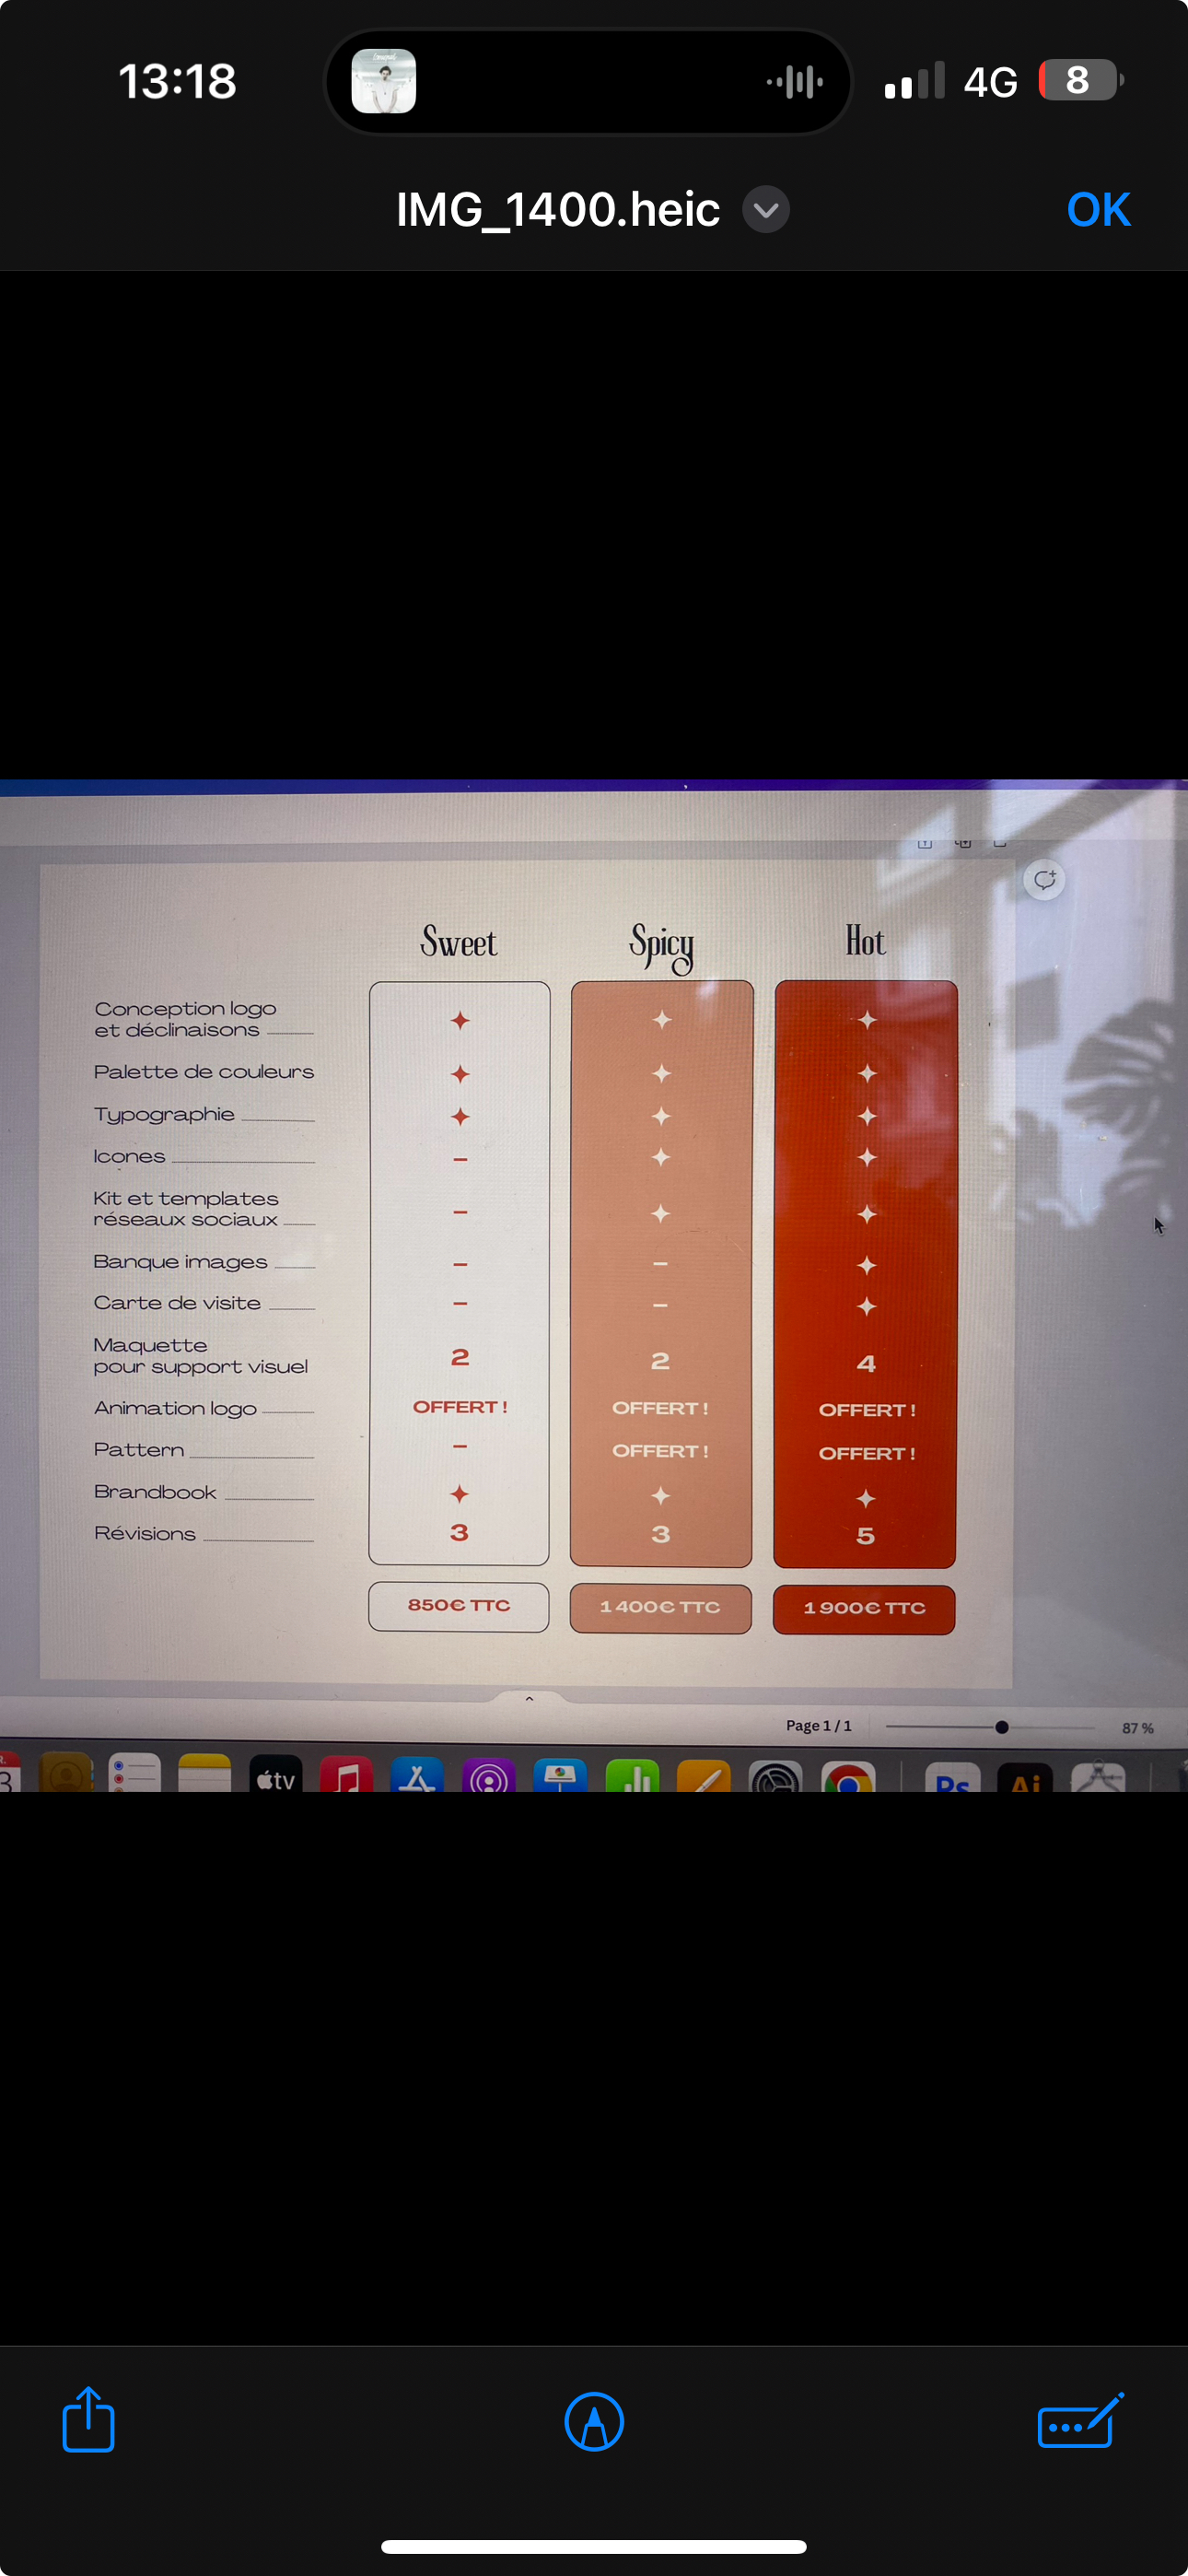 13:18
4G
8
IMG_1400.heic
OK
Sweet Spicy Hot
Conception logo
et déclinaisons
Palette de couleurs
Typographie
Icones –
Kit et templates
réseaux sociaux –
Banque images – –
Carte de visite – –
Maquette
pour support visuel 2 2 4
Animation logo OFFERT ! OFFERT ! OFFERT !
Pattern – OFFERT ! OFFERT !
Brandbook
Révisions 3 3 5
850€ TTC 1 400€ TTC 1 900€ TTC
Page 1 / 1 87 %
3
tv
Ps
Ai